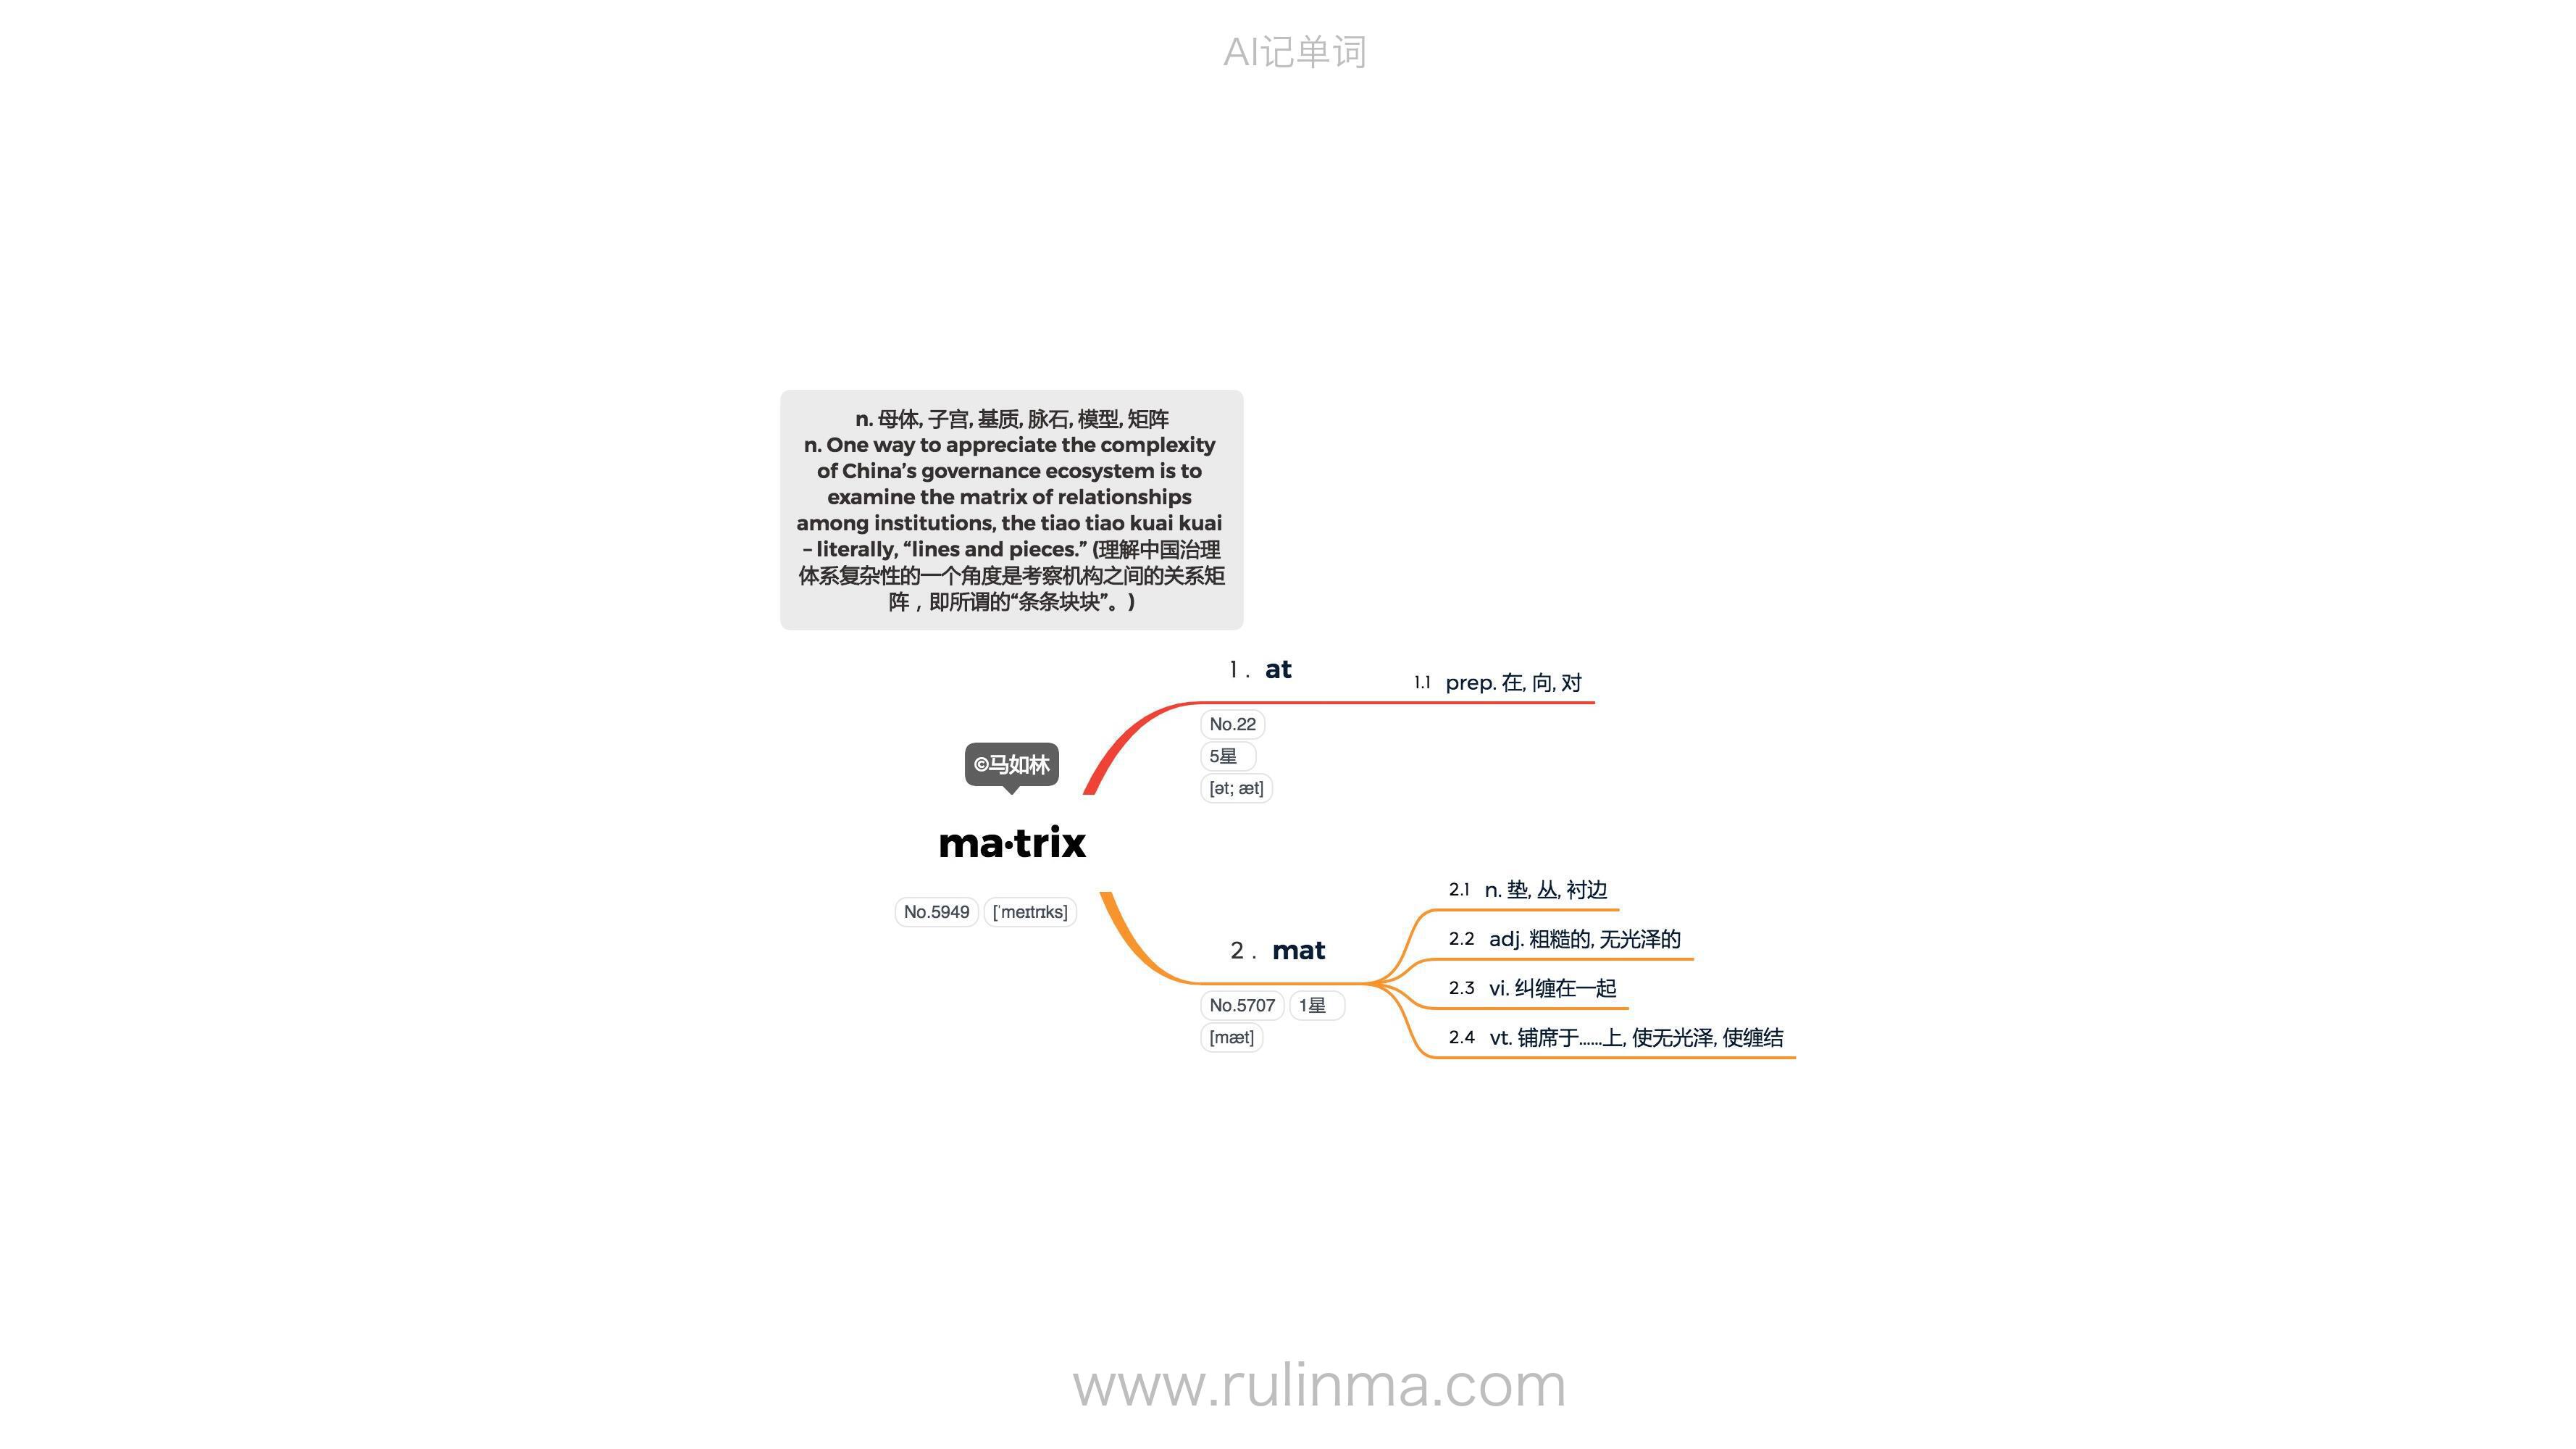 AI记单词
n. 母体, 子宫, 基质, 脉石, 模型, 矩阵
n. One way to appreciate the complexity
of China’s governance ecosystem is to
examine the matrix of relationships
among institutions, the tiao tiao kuai kuai
– literally, “lines and pieces.” (理解中国治理
体系复杂性的一个角度是考察机构之间的关系矩
阵，即所谓的“条条块块”。)
1. at
1.1 prep. 在, 向, 对
No.22
5星
[ət; æt]
©马如林
ma·trix
No.5949 [ˈmeɪtrɪks]
2. mat
No.5707 1星
[mæt]
2.1 n. 垫, 丛, 衬边
2.2 adj. 粗糙的, 无光泽的
2.3 vi. 纠缠在一起
2.4 vt. 铺席于……上, 使无光泽, 使缠结
www.rulinma.com